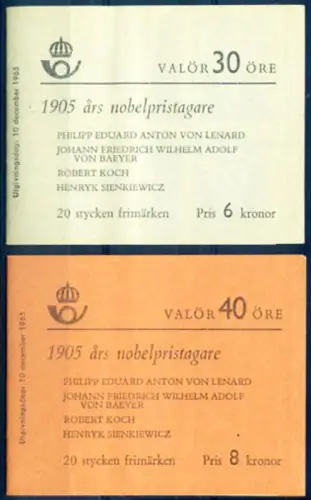 VALÖR 30 ÖRE
1905 års nobelpristagare
PHILIPP EDUARD ANTON VON LENARD
JOHANN FRIEDRICH WILHELM ADOLF
VON BAEYER
ROBERT KOCH
HENRYK SIENKIEWICZ
20 stycken frimärken Pris 6 kronor
Utgivningsdag: 10 december 1965
VALÖR 40 ÖRE
1905 års nobelpristagare
PHILIPP EDUARD ANTON VON LENARD
JOHANN FRIEDRICH WILHELM ADOLF
VON BAEYER
ROBERT KOCH
HENRYK SIENKIEWICZ
20 stycken frimärken Pris 8 kronor
Utgivningsdag: 10 december 1965